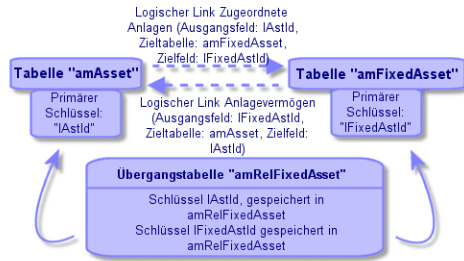 Logischer Link Zugeordnete
Anlagen (Ausgangsfeld: lAstId,
Zieltabelle: amFixedAsset,
Zielfeld: lFixedAstId)
Tabelle "amAsset"
Primärer
Schlüssel:
"lAstId"
Tabelle "amFixedAsset"
Primärer
Schlüssel:
"lFixedAstId"
Logischer Link Anlagevermögen
(Ausgangsfeld: lFixedAstId,
Zieltabelle: amAsset, Zielfeld:
lAstId)
Übergangstabelle "amRelFixedAsset"
Schlüssel lAstId, gespeichert in
amRelFixedAsset
Schlüssel lFixedAstId gespeichert in
amRelFixedAsset